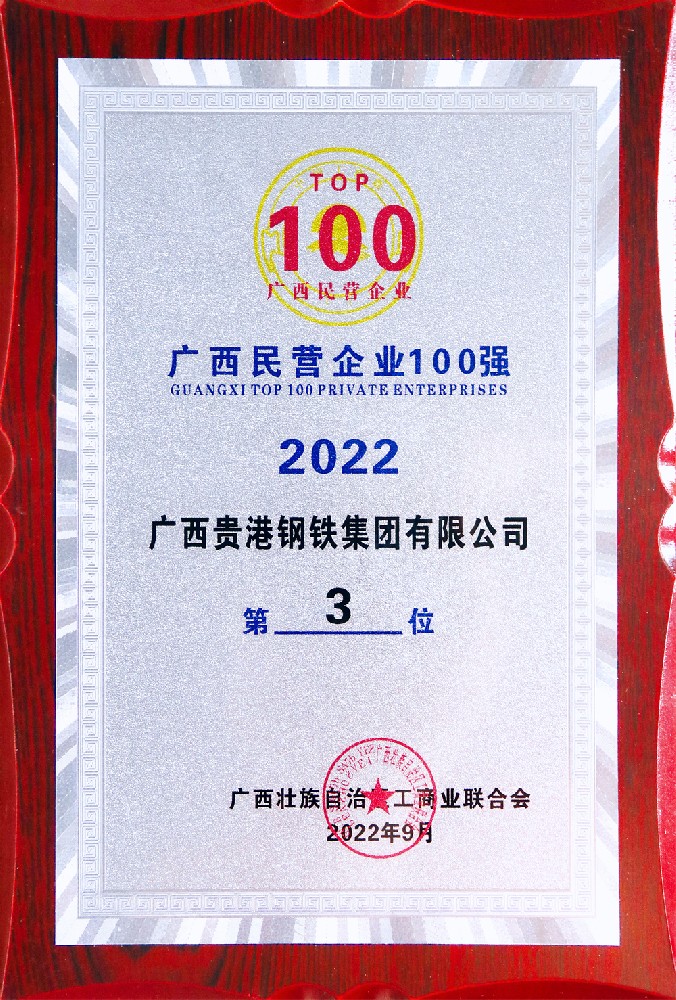 TOP
100
广西民营企业
广西民营企业100强
GUANGXI TOP 100 PRIVATE ENTERPRISES
2022
广西贵港钢铁集团有限公司
第 3 位
广西壮族自治 工商业联合会
2022年9月